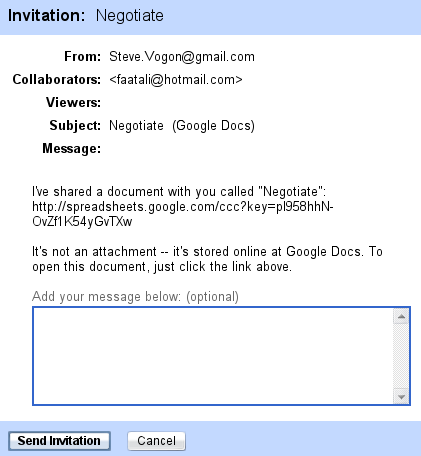 Invitation: Negotiate
From: Steve.Vogon@gmail.com
Collaborators: <faatali@hotmail.com>
Viewers:
Subject: Negotiate (Google Docs)
Message:
I've shared a document with you called "Negotiate":
http://spreadsheets.google.com/ccc?key=pI958hhN-
OvZf1K54yGvTXw
It's not an attachment -- it's stored online at Google Docs. To
open this document, just click the link above.
Add your message below: (optional)
Send Invitation Cancel